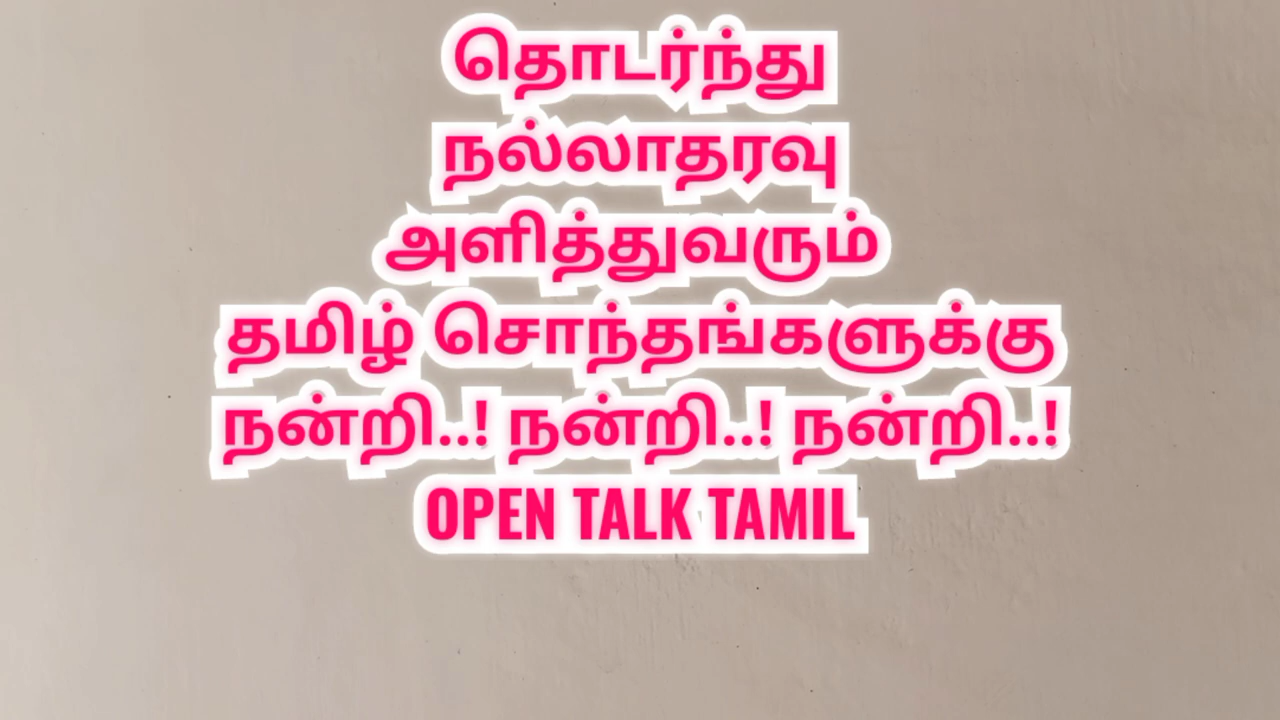 தொடர்ந்து
நல்லாதரவு
அளித்துவரும்
தமிழ் சொந்தங்களுக்கு
நன்றி..! நன்றி..! நன்றி..!
OPEN TALK TAMIL